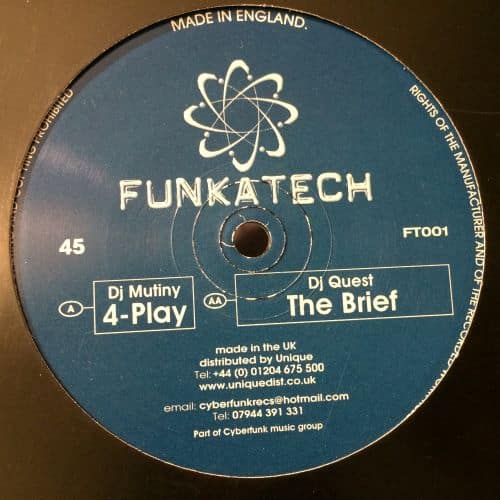 MADE IN ENGLAND.
RIGHTS OF THE MANUFACTURER AND OF THE RECORDED
PROHIBITED
FUNKATECH
45
FT001
A
Dj Mutiny
4-Play
AA
Dj Quest
The Brief
made in the UK
distributed by Unique
Tel: +44 (0) 01204 675 500
www.uniquedist.co.uk
email: cyberfunkrecs@hotmail.com
Tel: 07944 391 331
Part of Cyberfunk music group